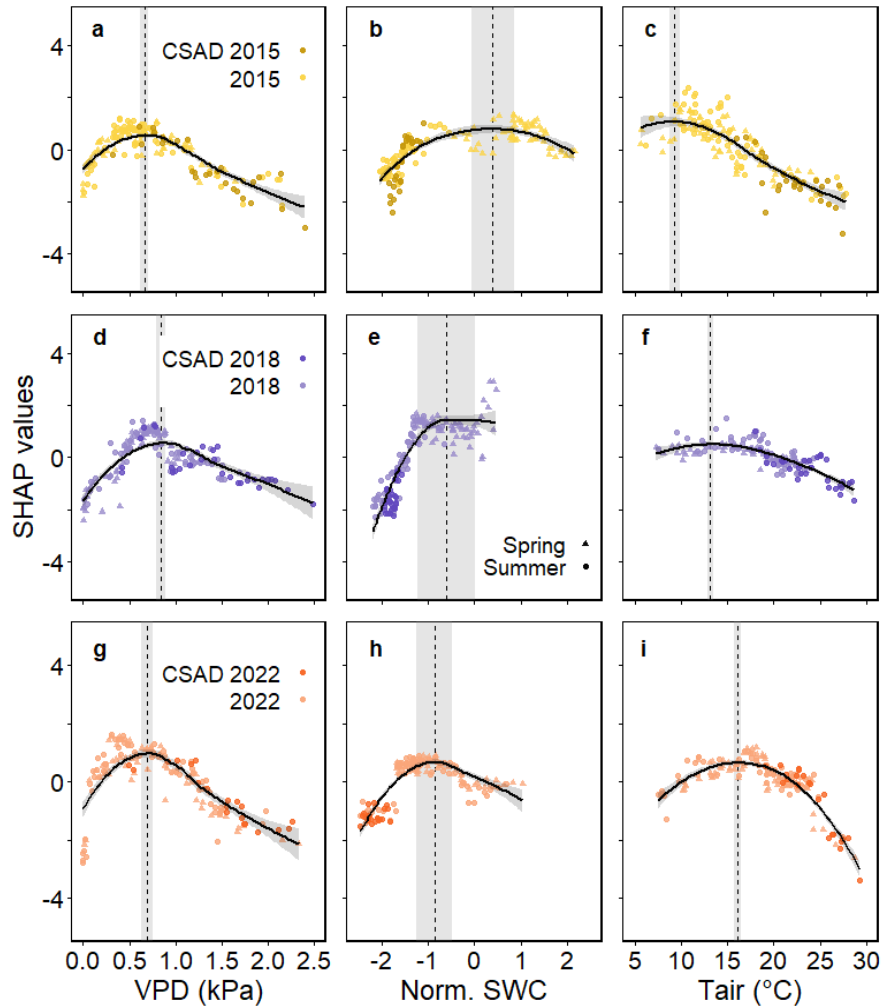 a
CSAD 2015
2015
b
c
4
0
-4
d
CSAD 2018
2018
e
Spring
Summer
f
4
0
-4
SHAP values
g
CSAD 2022
2022
h
i
4
0
-4
0.0 0.5 1.0 1.5 2.0 2.5
-2 -1 0 1 2
5 10 15 20 25 30
VPD (kPa)
Norm. SWC
Tair (°C)